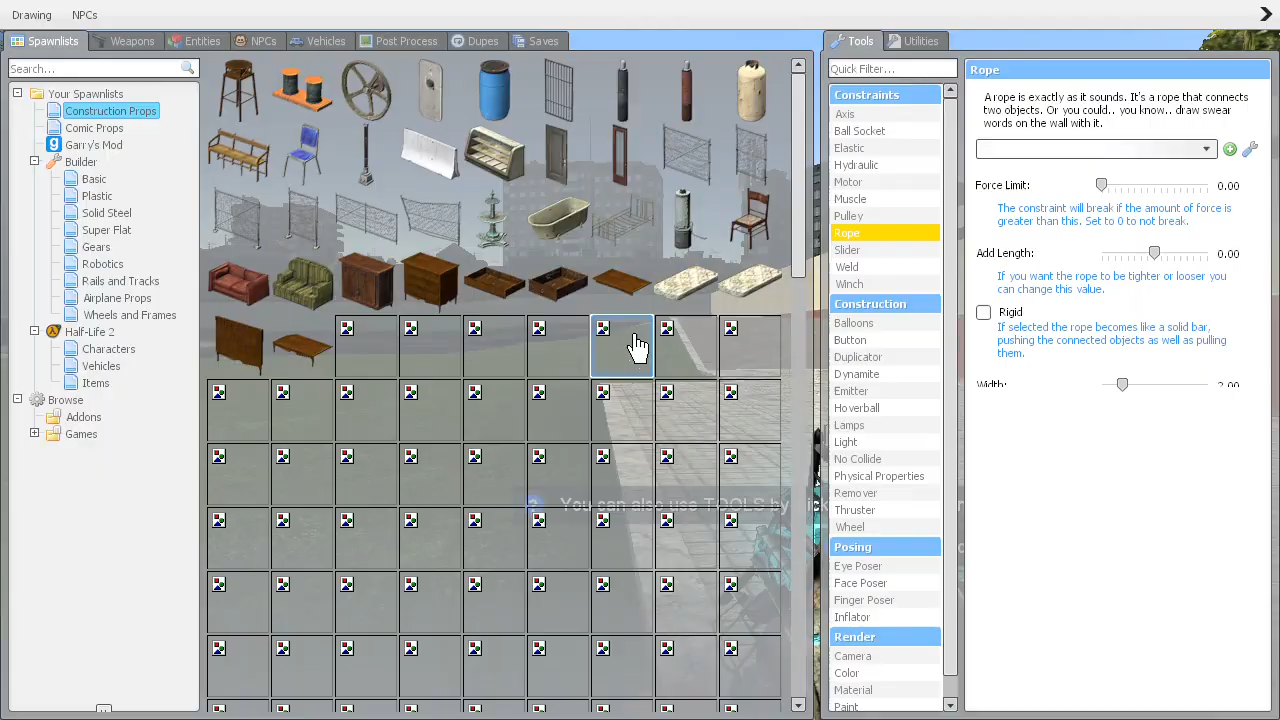 Drawing NPCs
Spawnlists Weapons Entities NPCs Vehicles Post Process Dupes Saves
Search...
Your Spawnlists
Construction Props
Comic Props
Garry's Mod
Builder
Basic
Plastic
Solid Steel
Super Flat
Gears
Robotics
Rails and Tracks
Airplane Props
Wheels and Frames
Half-Life 2
Characters
Vehicles
Items
Browse
Addons
Games
You can also use TOOLS by
Tools Utilities
Quick Filter...
Constraints
Axis
Ball Socket
Elastic
Hydraulic
Motor
Muscle
Pulley
Rope
Slider
Weld
Winch
Construction
Balloons
Button
Duplicator
Dynamite
Emitter
Hoverball
Lamps
Light
No Collide
Physical Properties
Remover
Thruster
Wheel
Posing
Eye Poser
Face Poser
Finger Poser
Inflator
Render
Camera
Color
Material
Paint
Rope
A rope is exactly as it sounds. It's a rope that connects
two objects. Or you could.. you know.. draw swear
words on the wall with it.
Force Limit: 0.00
The constraint will break if the amount of force is
greater than this. Set to 0 to not break.
Add Length: 0.00
If you want the rope to be tighter or looser you
can change this value.
Rigid
If selected the rope becomes like a solid bar,
pushing the connected objects as well as pulling
them.
Width: 2.00